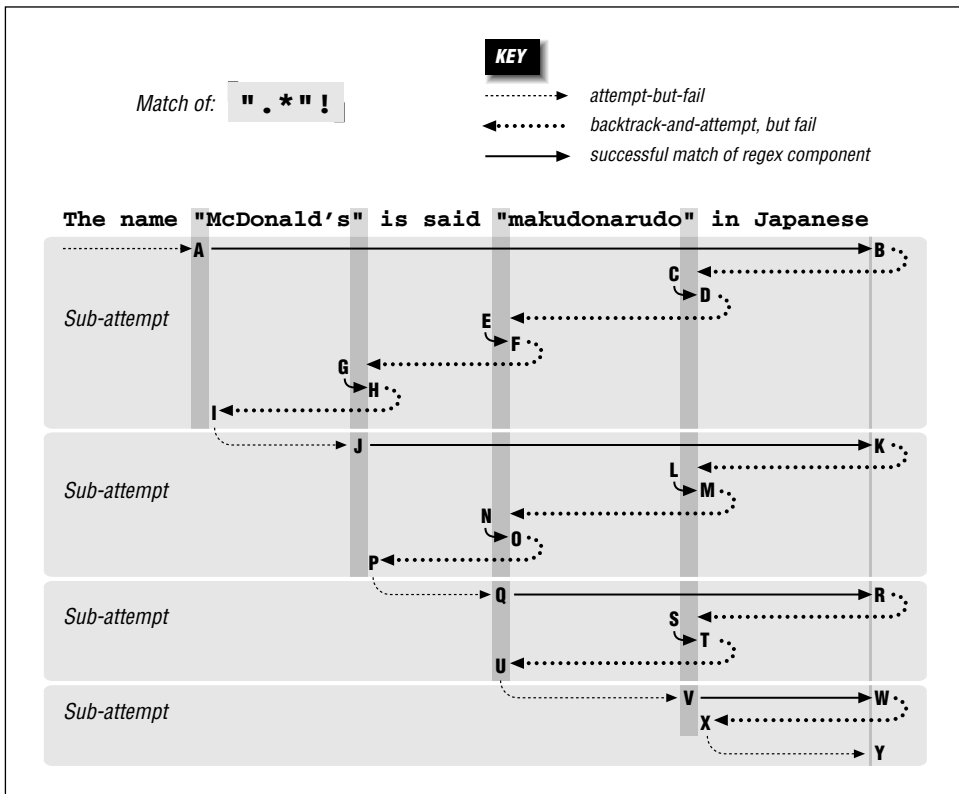 KEY
Match of: ".*"!
attempt-but-fail
backtrack-and-attempt, but fail
successful match of regex component
The name "McDonald’s" is said "makudonarudo" in Japanese
A B
C
D
Sub-attempt
E
F
G
H
I
J K
L
Sub-attempt
M
N
O
P
Q R
Sub-attempt
S
T
U
V W
Sub-attempt
X
Y